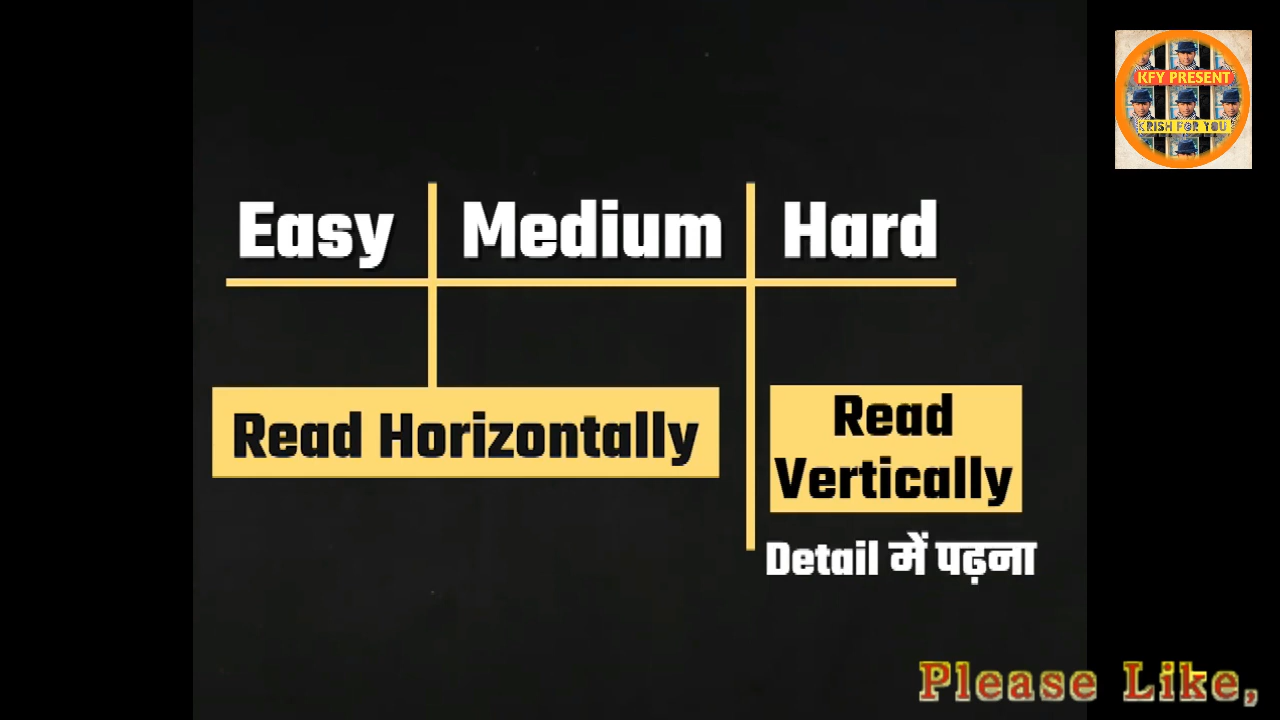 KFY PRESENT
KRISH FOR YOU
Easy Medium Hard
Read Horizontally
Read
Vertically
Detail में पढ़ना
Please Like,